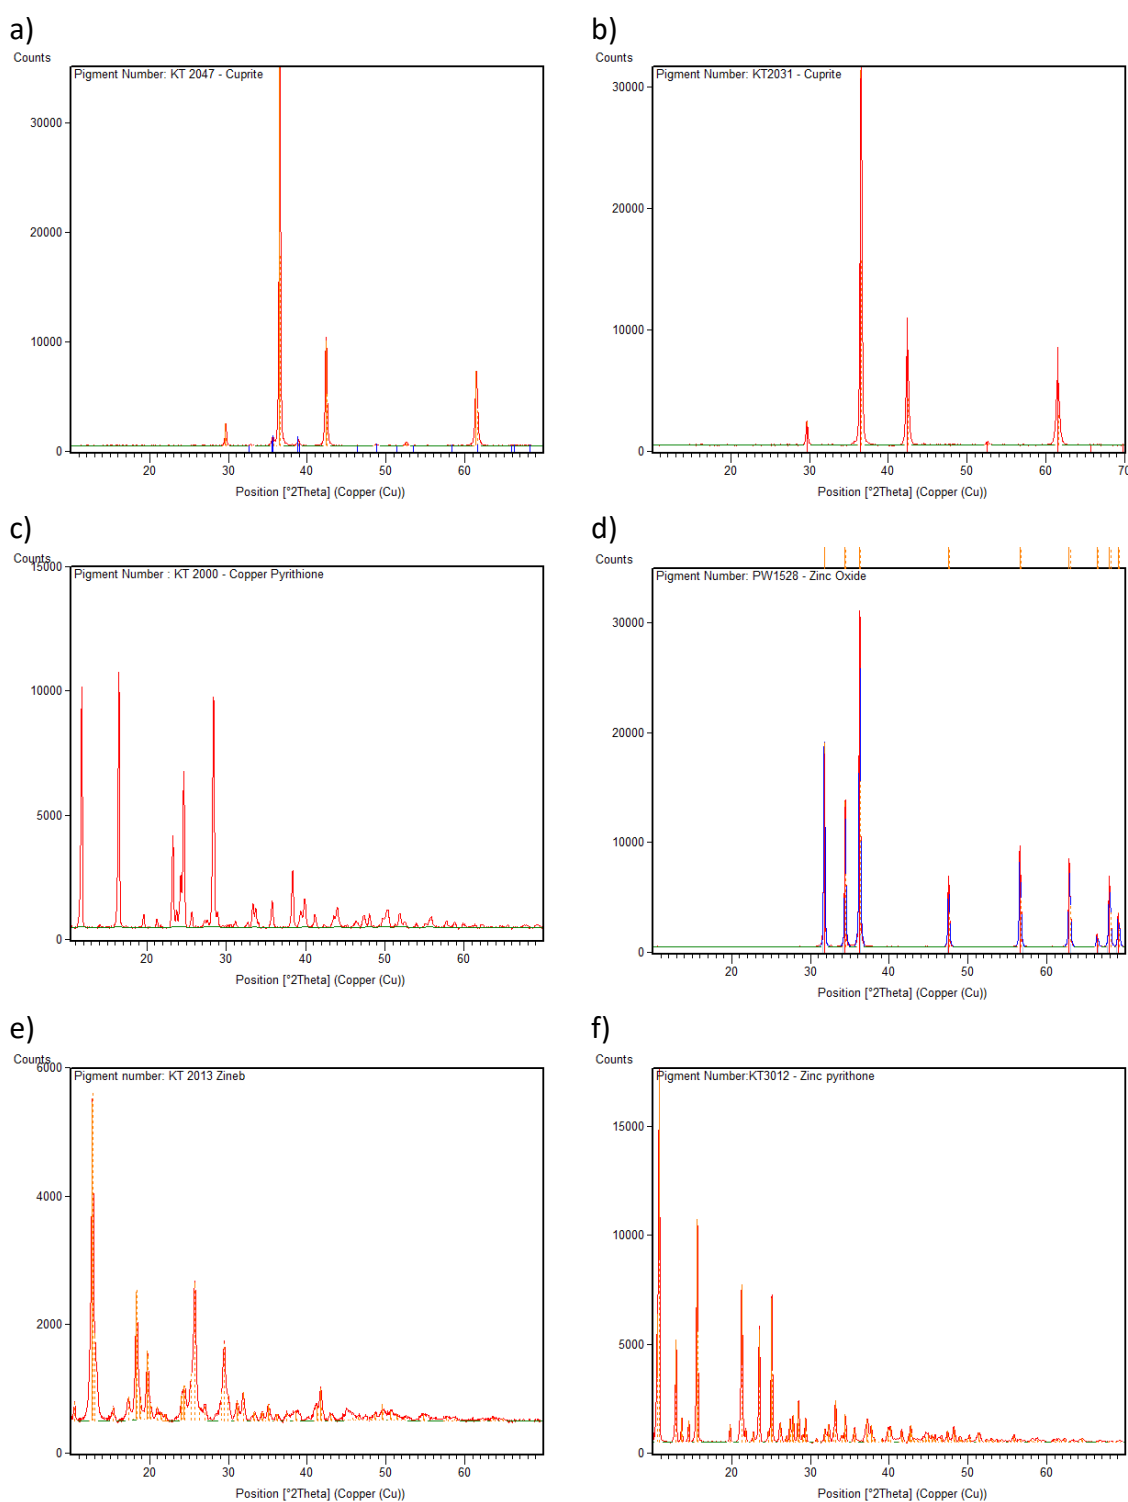 a)
Counts
Pigment Number: KT 2047 - Cuprite
30000
20000
10000
0
20 30 40 50 60
Position [°2Theta] (Copper (Cu))
b)
Counts
Pigment Number: KT2031 - Cuprite
30000
20000
10000
0
20 30 40 50 60 70
Position [°2Theta] (Copper (Cu))
c)
Counts
15000
Pigment Number : KT 2000 - Copper Pyrithione
10000
5000
0
20 30 40 50 60
Position [°2Theta] (Copper (Cu))
d)
Counts
Pigment Number: PW1528 - Zinc Oxide
30000
20000
10000
0
20 30 40 50 60
Position [°2Theta] (Copper (Cu))
e)
Counts
6000
Pigment number: KT 2013 Zineb
4000
2000
0
20 30 40 50 60
Position [°2Theta] (Copper (Cu))
f)
Counts
Pigment Number:KT3012 - Zinc pyrithone
15000
10000
5000
0
20 30 40 50 60
Position [°2Theta] (Copper (Cu))